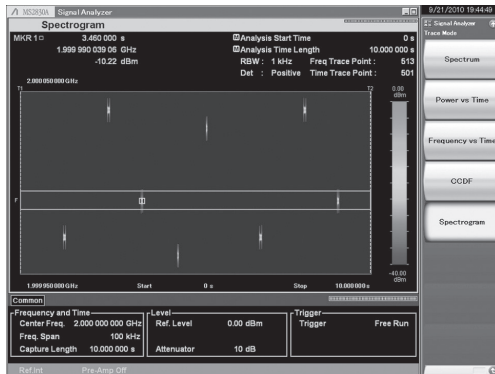 MS2830A Signal Analyzer
9/21/2010 19:44:49
Spectrogram
Signal Analyzer
Trace Mode
MKR 1 3.460 000 s
1.999 990 039 06 GHz
-10.22 dBm
Analysis Start Time 0 s
Analysis Time Length 10.000 000 s
RBW : 1 kHz Freq Trace Point : 513
Det : Positive Time Trace Point : 501
2.000 050 000 GHz
T1
T2
0.00
dBm
F
-40.00
dBm
1.999 950 000 GHz Start 0 s Stop 10.000 000 s
Common
Frequency and Time
Center Freq. 2.000 000 000 GHz
Freq. Span 100 kHz
Capture Length 10.000 000 s
Level
Ref. Level 0.00 dBm
Attenuator 10 dB
Trigger
Trigger Free Run
Ref.Int Pre-Amp Off
Spectrum
Power vs Time
Frequency vs Time
CCDF
Spectrogram